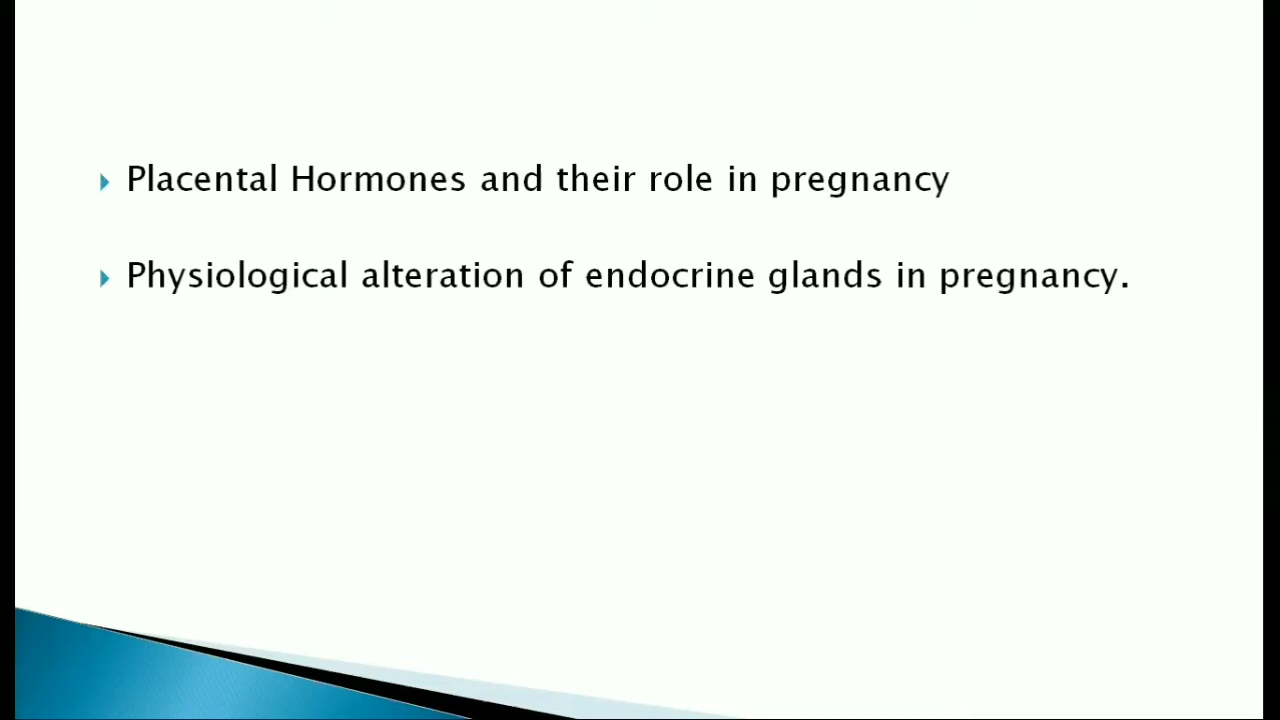 Placental Hormones and their role in pregnancy
Physiological alteration of endocrine glands in pregnancy.